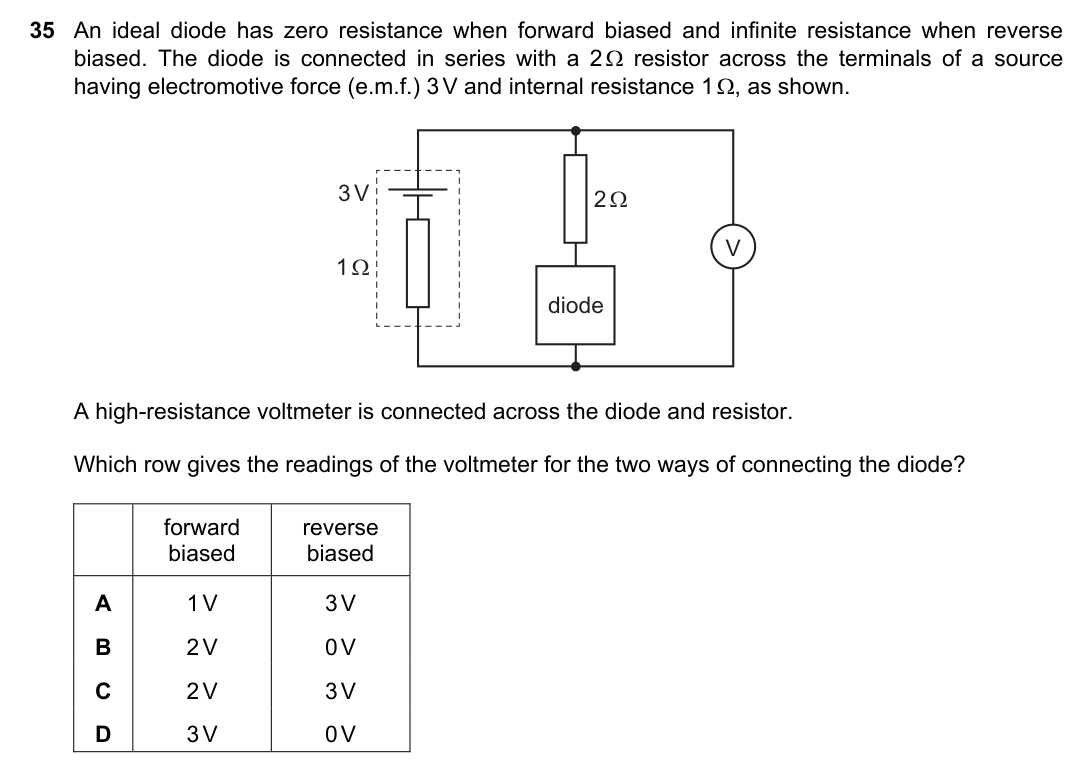 35 An ideal diode has zero resistance when forward biased and infinite resistance when reverse
biased. The diode is connected in series with a 2Ω resistor across the terminals of a source
having electromotive force (e.m.f.) 3V and internal resistance 1Ω, as shown.
3V
2Ω
V
1Ω
diode
A high-resistance voltmeter is connected across the diode and resistor.
Which row gives the readings of the voltmeter for the two ways of connecting the diode?
forward reverse
biased biased
A 1V 3V
B 2V 0V
C 2V 3V
D 3V 0V